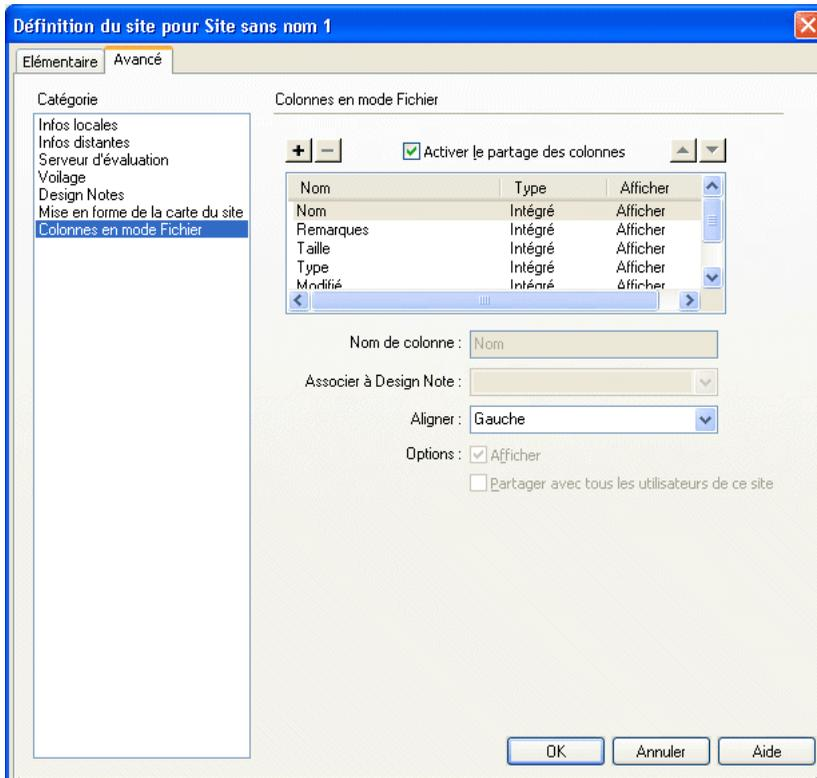 Définition du site pour Site sans nom 1
Elémentaire Avancé
Catégorie
Infos locales
Infos distantes
Serveur d'évaluation
Voilage
Design Notes
Mise en forme de la carte du site
Colonnes en mode Fichier
Colonnes en mode Fichier
Activer le partage des colonnes
Nom Type Afficher
Nom Intégré Afficher
Remarques Intégré Afficher
Taille Intégré Afficher
Type Intégré Afficher
Modifié Intégré Afficher
Nom de colonne : Nom
Associer à Design Note :
Aligner : Gauche
Options : Afficher
Partager avec tous les utilisateurs de ce site
OK Annuler Aide